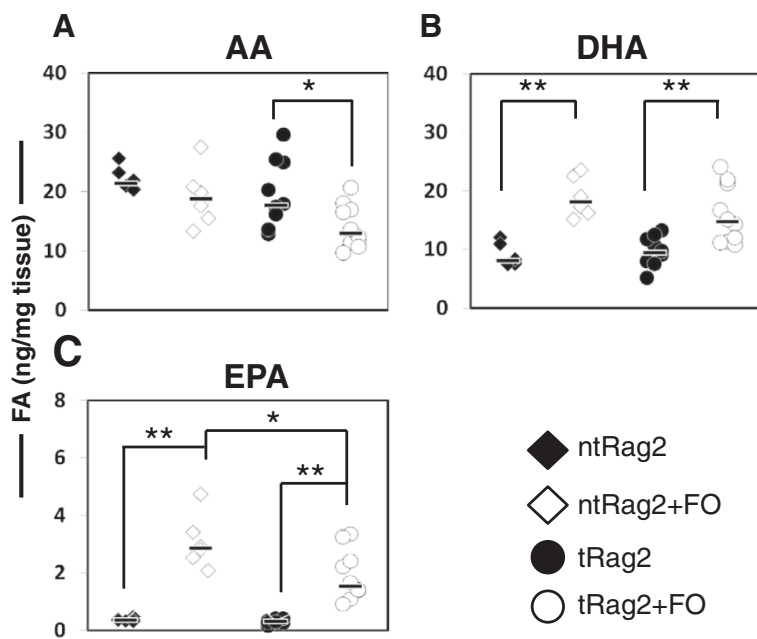 A
AA
40
30
20
10
0
*
B
DHA
40
30
20
10
0
**
**
FA (ng/mg tissue)
C
EPA
8
6
4
2
0
**
*
**
ntRag2
ntRag2+FO
tRag2
tRag2+FO